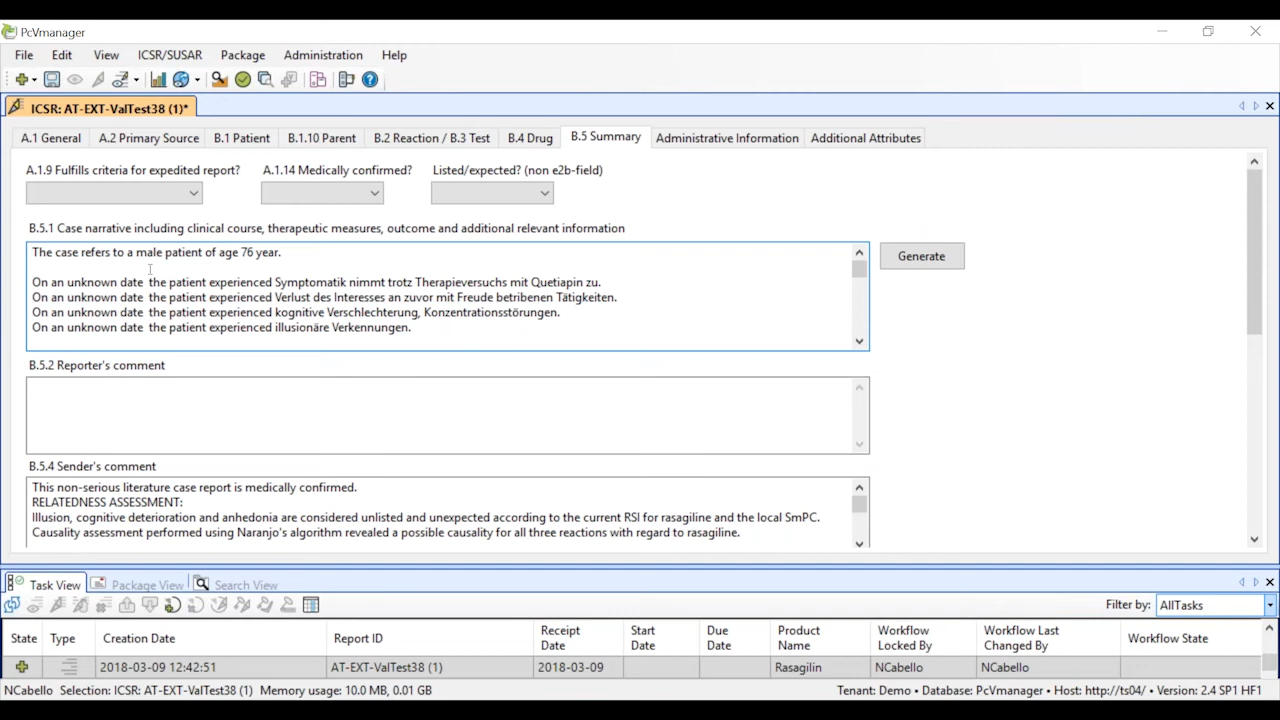 PcVmanager
File Edit View ICSR/SUSAR Package Administration Help
ICSR: AT-EXT-ValTest38 (1)*
A.1 General A.2 Primary Source B.1 Patient B.1.10 Parent B.2 Reaction / B.3 Test B.4 Drug B.5 Summary Administrative Information Additional Attributes
A.1.9 Fulfills criteria for expedited report? A.1.14 Medically confirmed? Listed/expected? (non e2b-field)
B.5.1 Case narrative including clinical course, therapeutic measures, outcome and additional relevant information
The case refers to a male patient of age 76 year.
Generate
On an unknown date the patient experienced Symptomatik nimmt trotz Therapieversuchs mit Quetiapin zu.
On an unknown date the patient experienced Verlust des Interesses an zuvor mit Freude betribenen Tätigkeiten.
On an unknown date the patient experienced kognitive Verschlechterung, Konzentrationsstörungen.
On an unknown date the patient experienced illusionäre Verkennungen.
B.5.2 Reporter's comment
B.5.4 Sender's comment
This non-serious literature case report is medically confirmed.
RELATEDNESS ASSESSMENT:
Illusion, cognitive deterioration and anhedonia are considered unlisted and unexpected according to the current RSI for rasagiline and the local SmPC.
Causality assessment performed using Naranjo's algorithm revealed a possible causality for all three reactions with regard to rasagiline.
Task View Package View Search View
Filter by: AllTasks
State Type Creation Date Report ID Receipt Date Start Date Due Date Product Name Workflow Locked By Workflow Last Changed By Workflow State
2018-03-09 12:42:51 AT-EXT-ValTest38 (1) 2018-03-09 Rasagilin NCabello NCabello
NCabello Selection: ICSR: AT-EXT-ValTest38 (1) Memory usage: 10.0 MB, 0.01 GB Tenant: Demo • Database: PcVmanager • Host: http://ts04/ • Version: 2.4 SP1 HF1